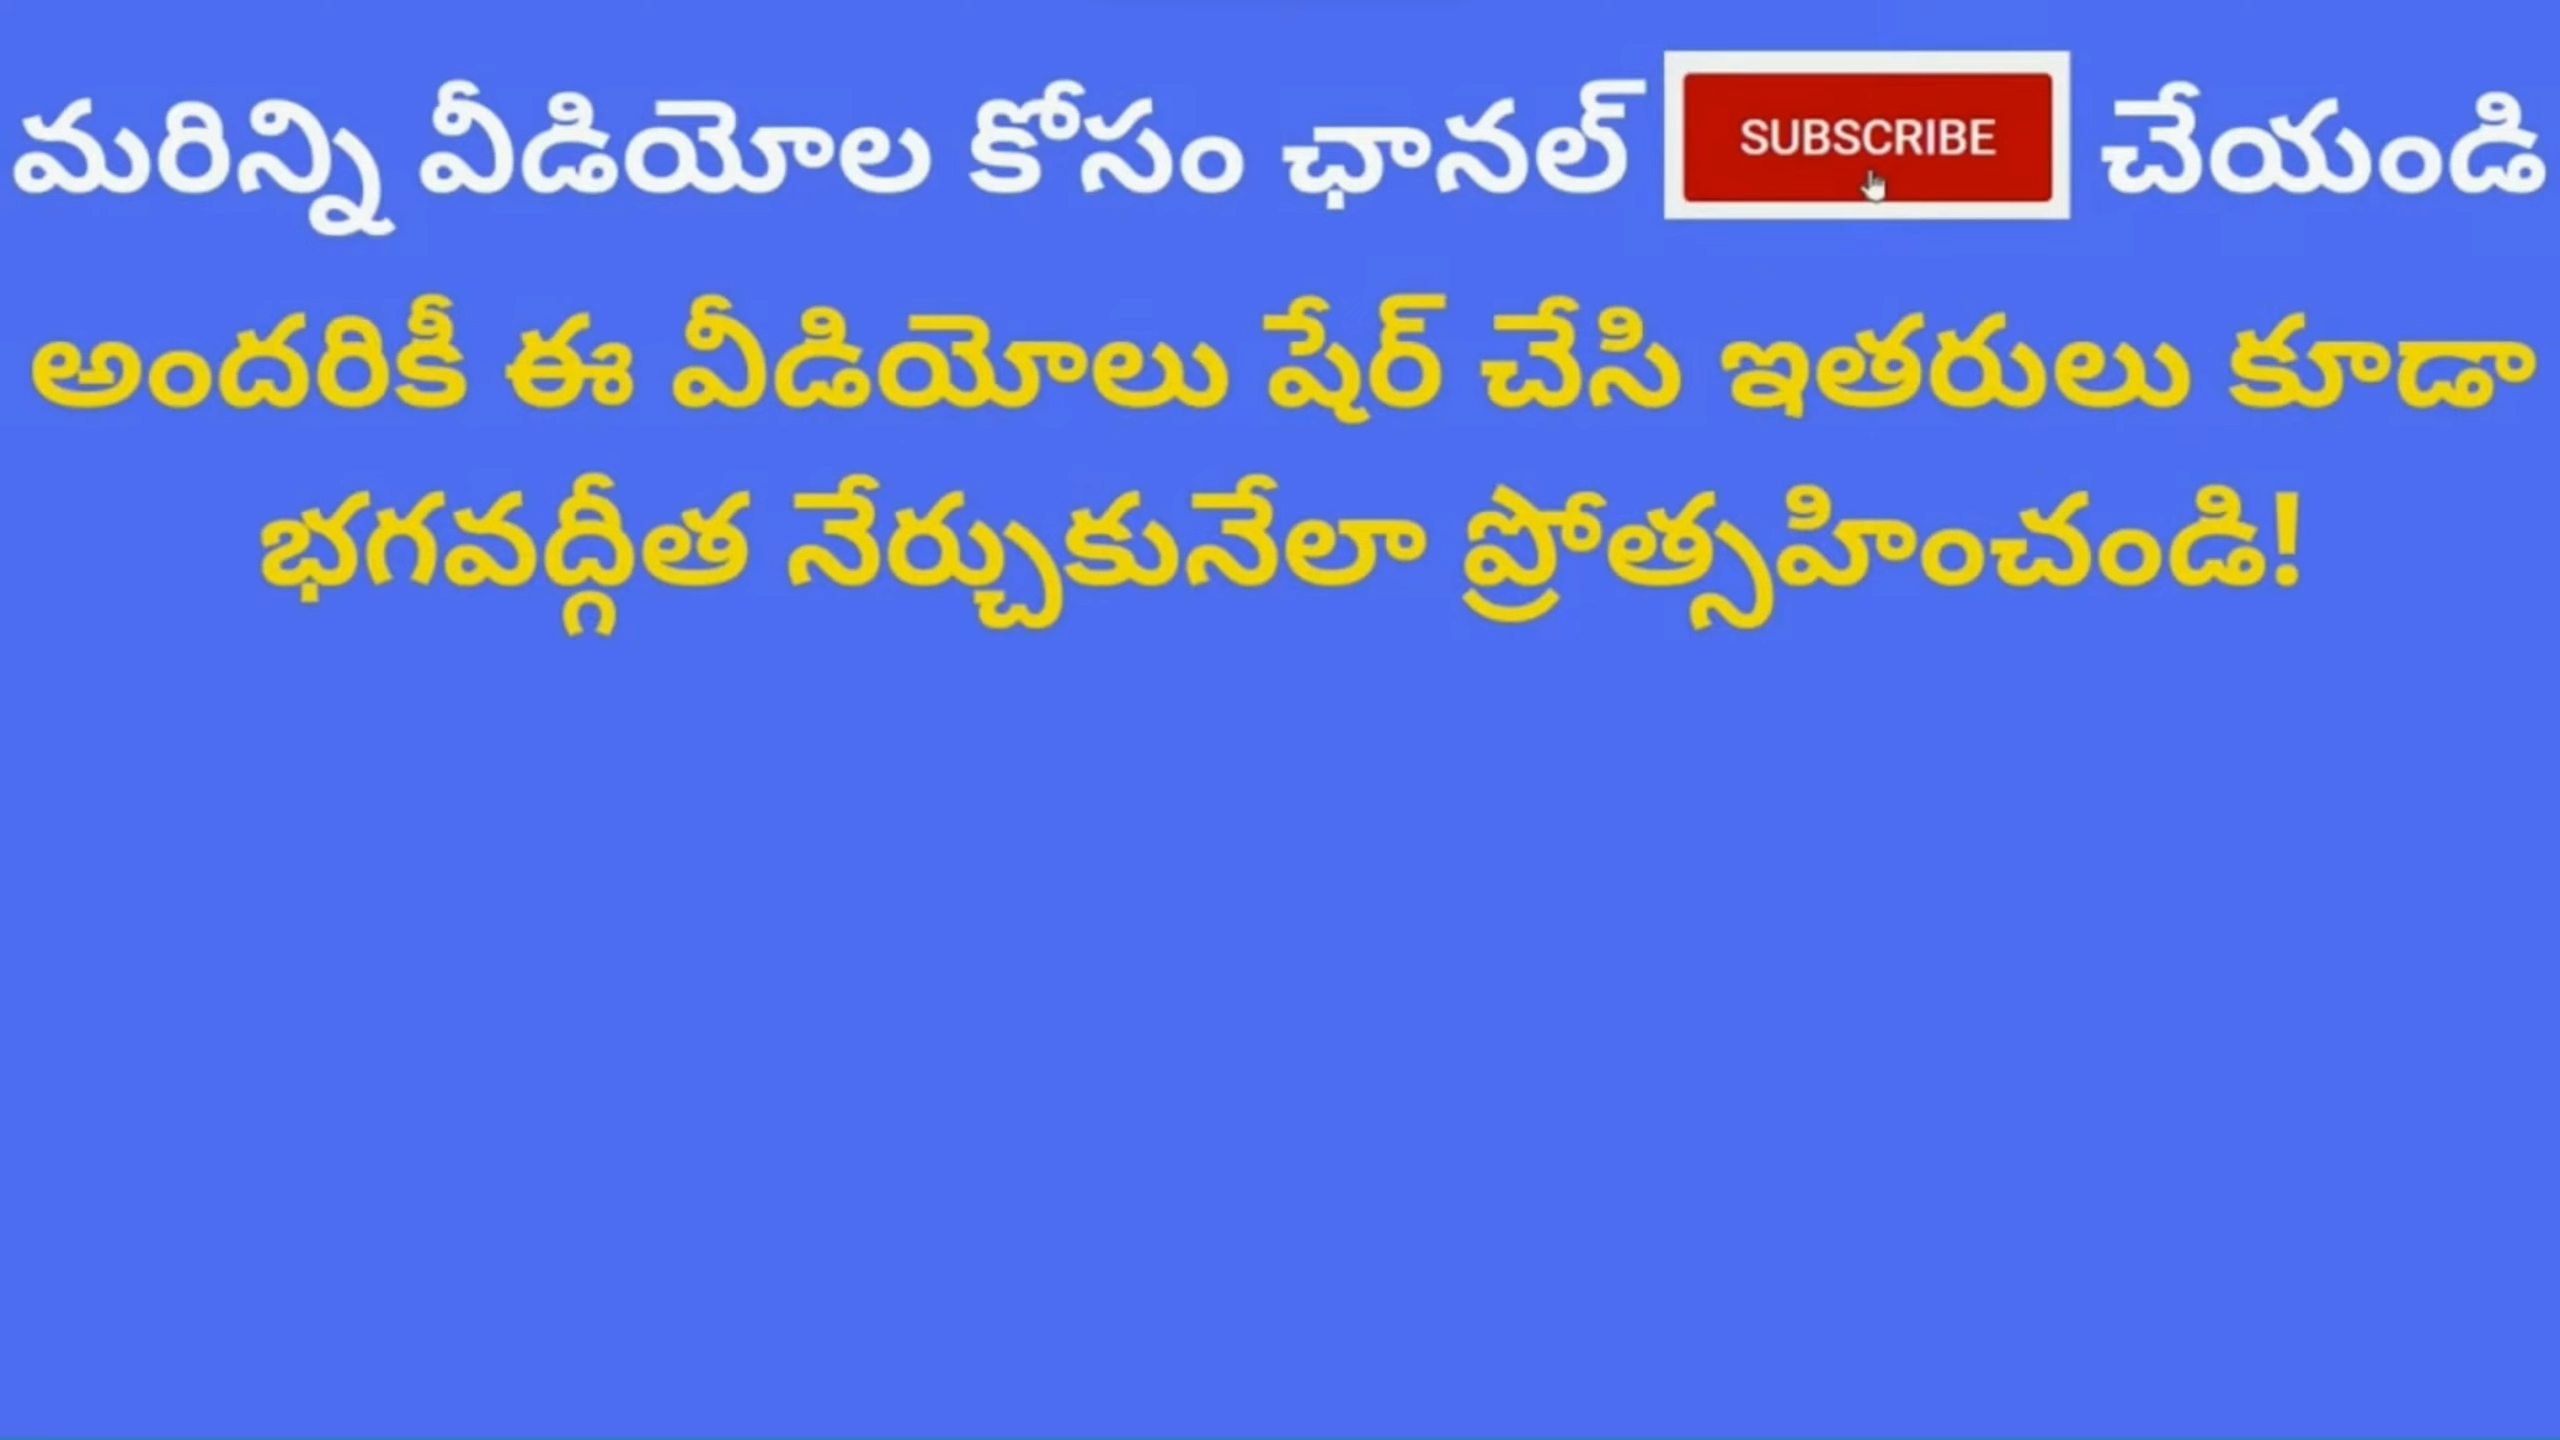 మరిన్ని వీడియోల కోసం ఛానల్ SUBSCRIBE చేయండి
అందరికీ ఈ వీడియోలు షేర్ చేసి ఇతరులు కూడా
భగవద్గీత నేర్చుకునేలా ప్రోత్సహించండి!